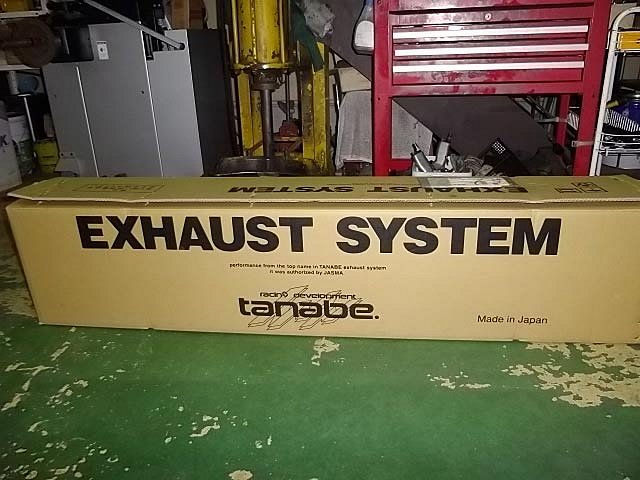 EXHAUST SYSTEM
EXHAUST SYSTEM
performance from the top name in TANABE exhaust system
it was authorized by JASMA
racing development
tanabe.
Made in Japan